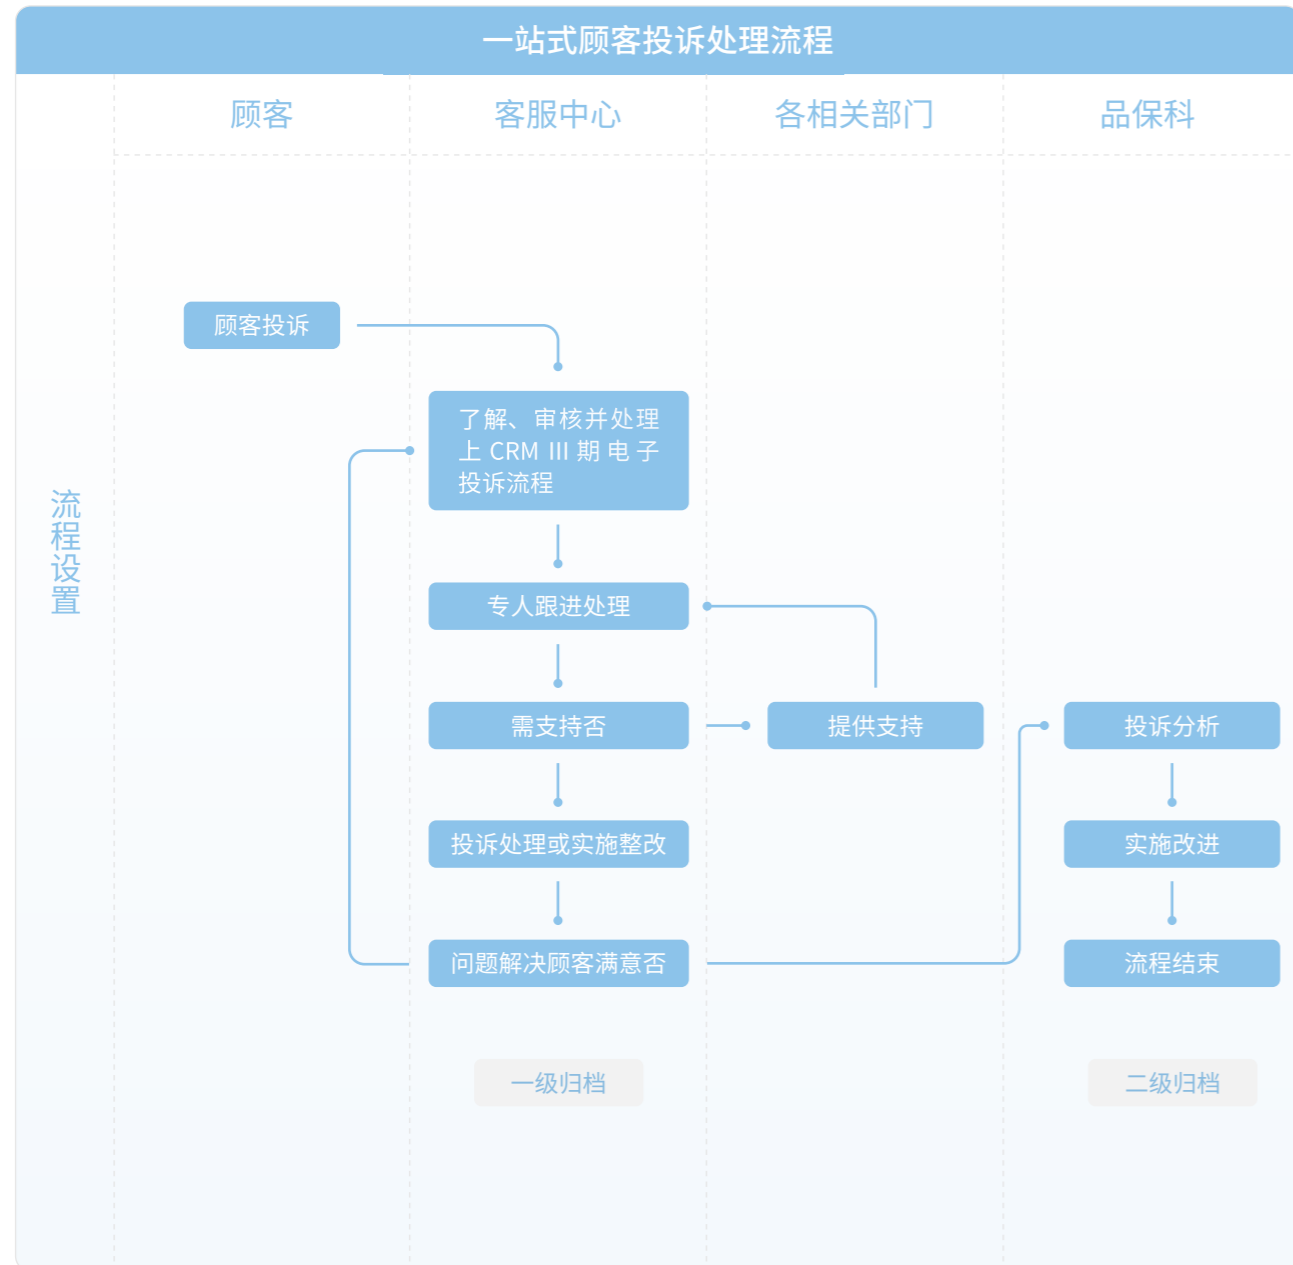 一站式顾客投诉处理流程
顾客
客服中心
各相关部门
品保科
流程设置
顾客投诉
了解、审核并处理
上 CRM III 期 电 子
投诉流程
专人跟进处理
需支持否
提供支持
投诉分析
投诉处理或实施整改
实施改进
问题解决顾客满意否
流程结束
一级归档
二级归档